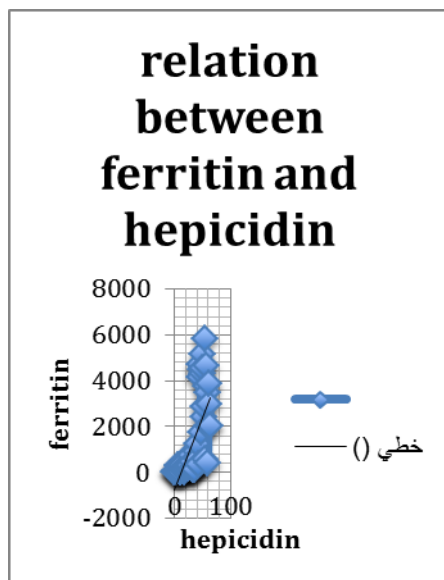 relation
between
ferritin and
hepicidin
8000
6000
4000
2000
0
-2000
ferritin
0 100
hepicidin
خطي ()